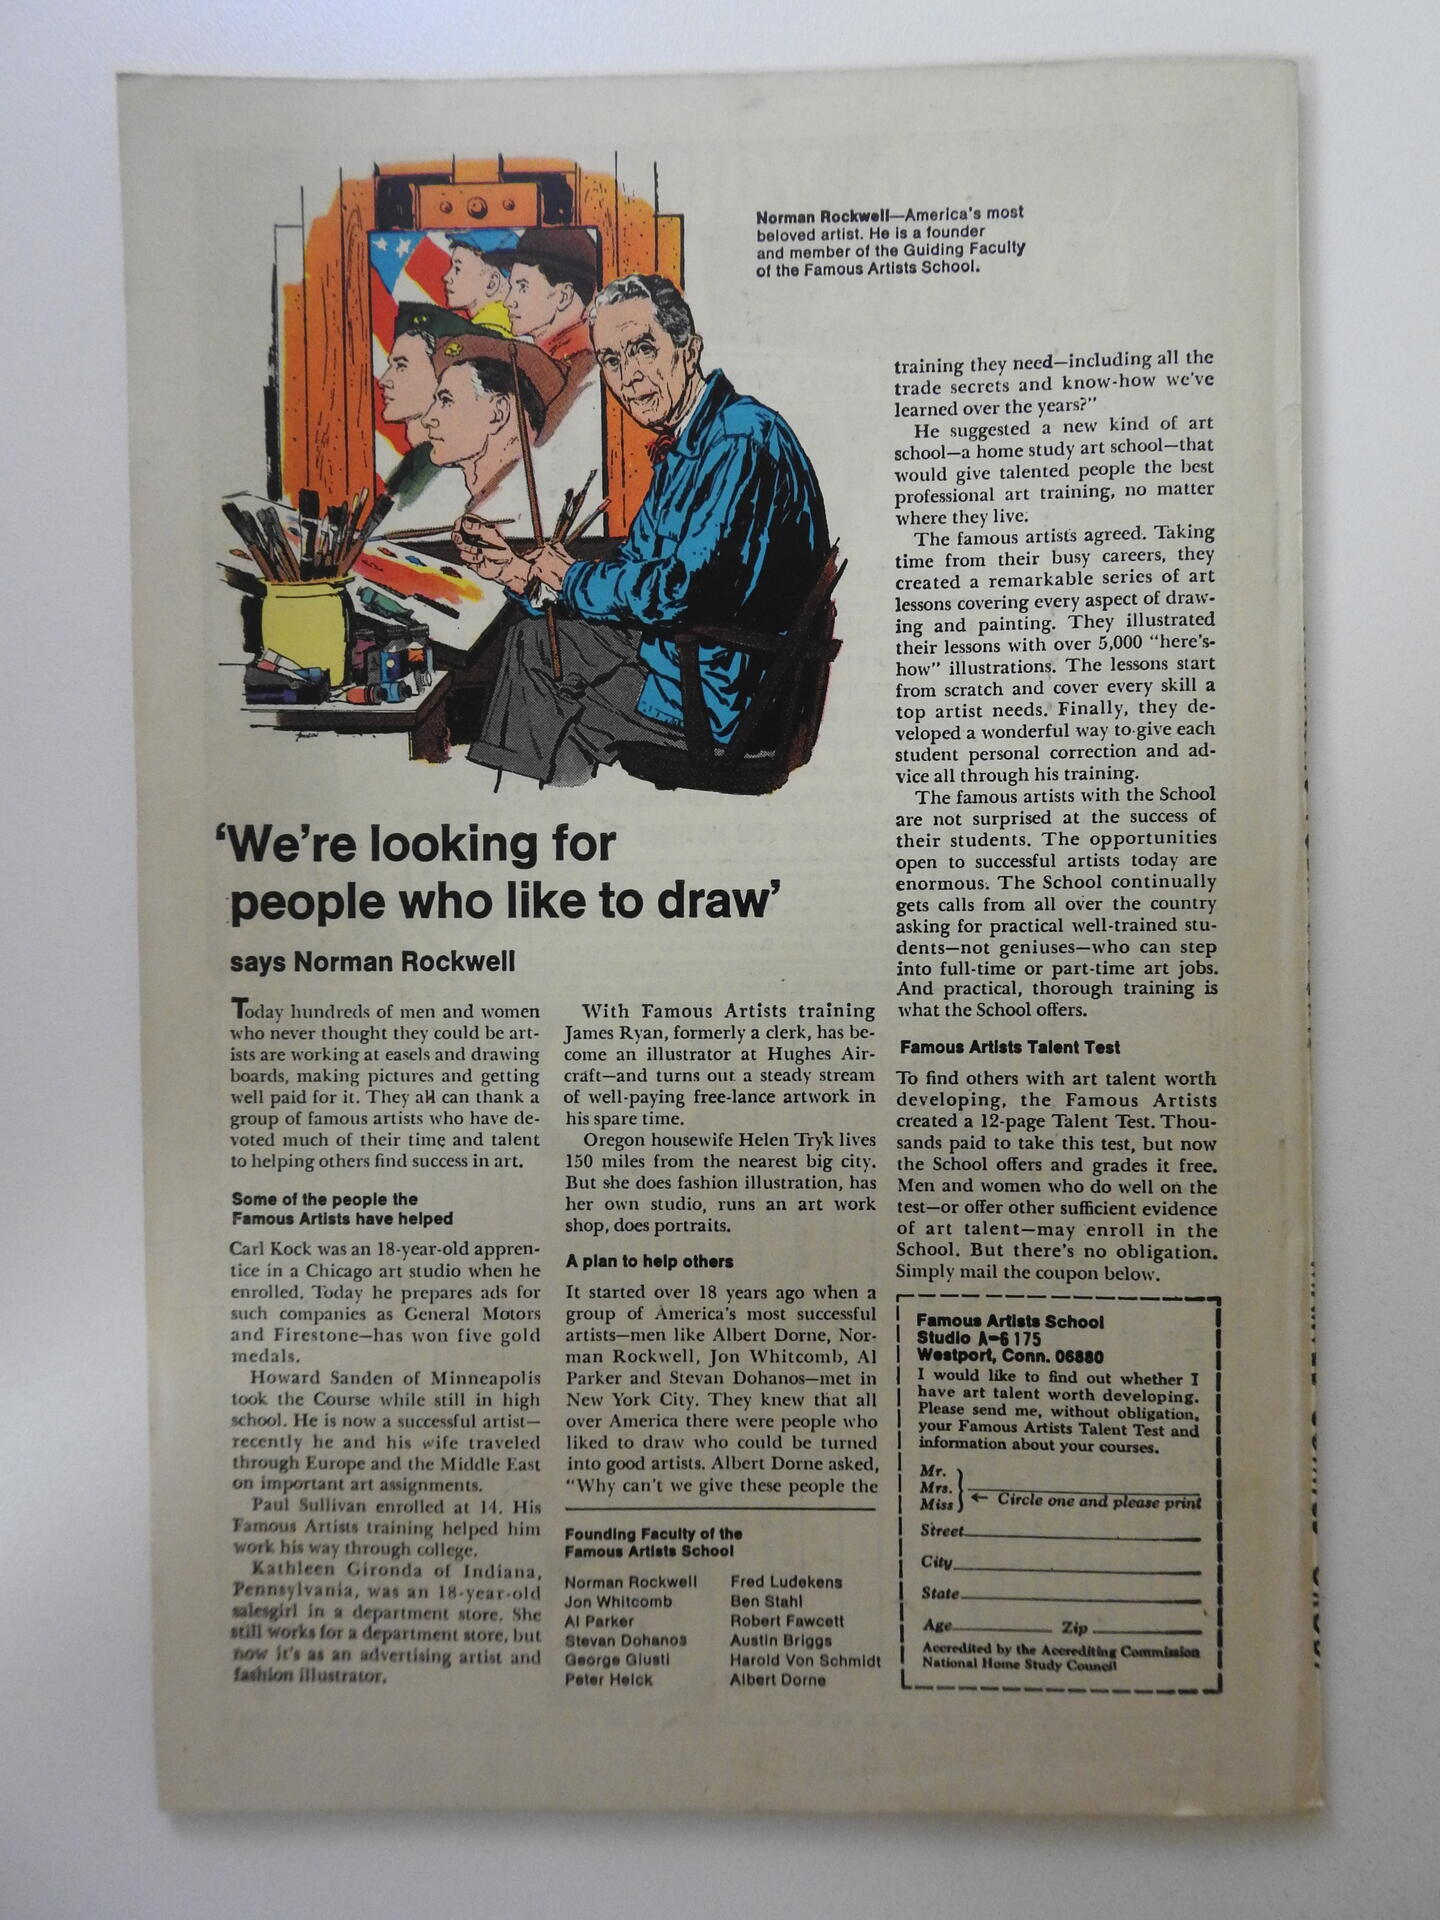 Norman Rockwell—America's most
beloved artist. He is a founder
and member of the Guiding Faculty
of the Famous Artists School.
'We're looking for
people who like to draw'
says Norman Rockwell
Today hundreds of men and women
who never thought they could be art-
ists are working at easels and drawing
boards, making pictures and getting
well paid for it. They all can thank a
group of famous artists who have de-
voted much of their time and talent
to helping others find success in art.
Some of the people the
Famous Artists have helped
Carl Kock was an 18-year-old appren-
tice in a Chicago art studio when he
enrolled. Today he prepares ads for
such companies as General Motors
and Firestone—has won five gold
medals.
Howard Sanden of Minneapolis
took the Course while still in high
school. He is now a successful artist—
recently he and his wife traveled
through Europe and the Middle East
on important art assignments.
Paul Sullivan enrolled at 14. His
Famous Artists training helped him
work his way through college.
Kathleen Gironda of Indiana,
Pennsylvania, was an 18-year-old
salesgirl in a department store. She
still works for a department store, but
now it's as an advertising artist and
fashion illustrator.
With Famous Artists training
James Ryan, formerly a clerk, has be-
come an illustrator at Hughes Air-
craft—and turns out a steady stream
of well-paying free-lance artwork in
his spare time.
Oregon housewife Helen Tryk lives
150 miles from the nearest big city.
But she does fashion illustration, has
her own studio, runs an art work
shop, does portraits.
A plan to help others
It started over 18 years ago when a
group of America's most successful
artists—men like Albert Dorne, Nor-
man Rockwell, Jon Whitcomb, Al
Parker and Stevan Dohanos—met in
New York City. They knew that all
over America there were people who
liked to draw who could be turned
into good artists. Albert Dorne asked,
"Why can't we give these people the
Founding Faculty of the
Famous Artists School
Norman Rockwell
Jon Whitcomb
Al Parker
Stevan Dohanos
George Giusti
Peter Helck
Fred Ludekens
Ben Stahl
Robert Fawcett
Austin Briggs
Harold Von Schmidt
Albert Dorne
training they need—including all the
trade secrets and know-how we've
learned over the years?"
He suggested a new kind of art
school—a home study art school—that
would give talented people the best
professional art training, no matter
where they live.
The famous artists agreed. Taking
time from their busy careers, they
created a remarkable series of art
lessons covering every aspect of draw-
ing and painting. They illustrated
their lessons with over 5,000 "here's-
how" illustrations. The lessons start
from scratch and cover every skill a
top artist needs. Finally, they de-
veloped a wonderful way to give each
student personal correction and ad-
vice all through his training.
The famous artists with the School
are not surprised at the success of
their students. The opportunities
open to successful artists today are
enormous. The School continually
gets calls from all over the country
asking for practical well-trained stu-
dents—not geniuses—who can step
into full-time or part-time art jobs.
And practical, thorough training is
what the School offers.
Famous Artists Talent Test
To find others with art talent worth
developing, the Famous Artists
created a 12-page Talent Test. Thou-
sands paid to take this test, but now
the School offers and grades it free.
Men and women who do well on the
test—or offer other sufficient evidence
of art talent—may enroll in the
School. But there's no obligation.
Simply mail the coupon below.
Famous Artists School
Studio A-6175
Westport, Conn. 06880
I would like to find out whether I
have art talent worth developing.
Please send me, without obligation,
your Famous Artists Talent Test and
information about your courses.
Mr.
Mrs.
Miss
← Circle one and please print
Street
City
State
Age Zip
Accredited by the Accrediting Commission
National Home Study Council